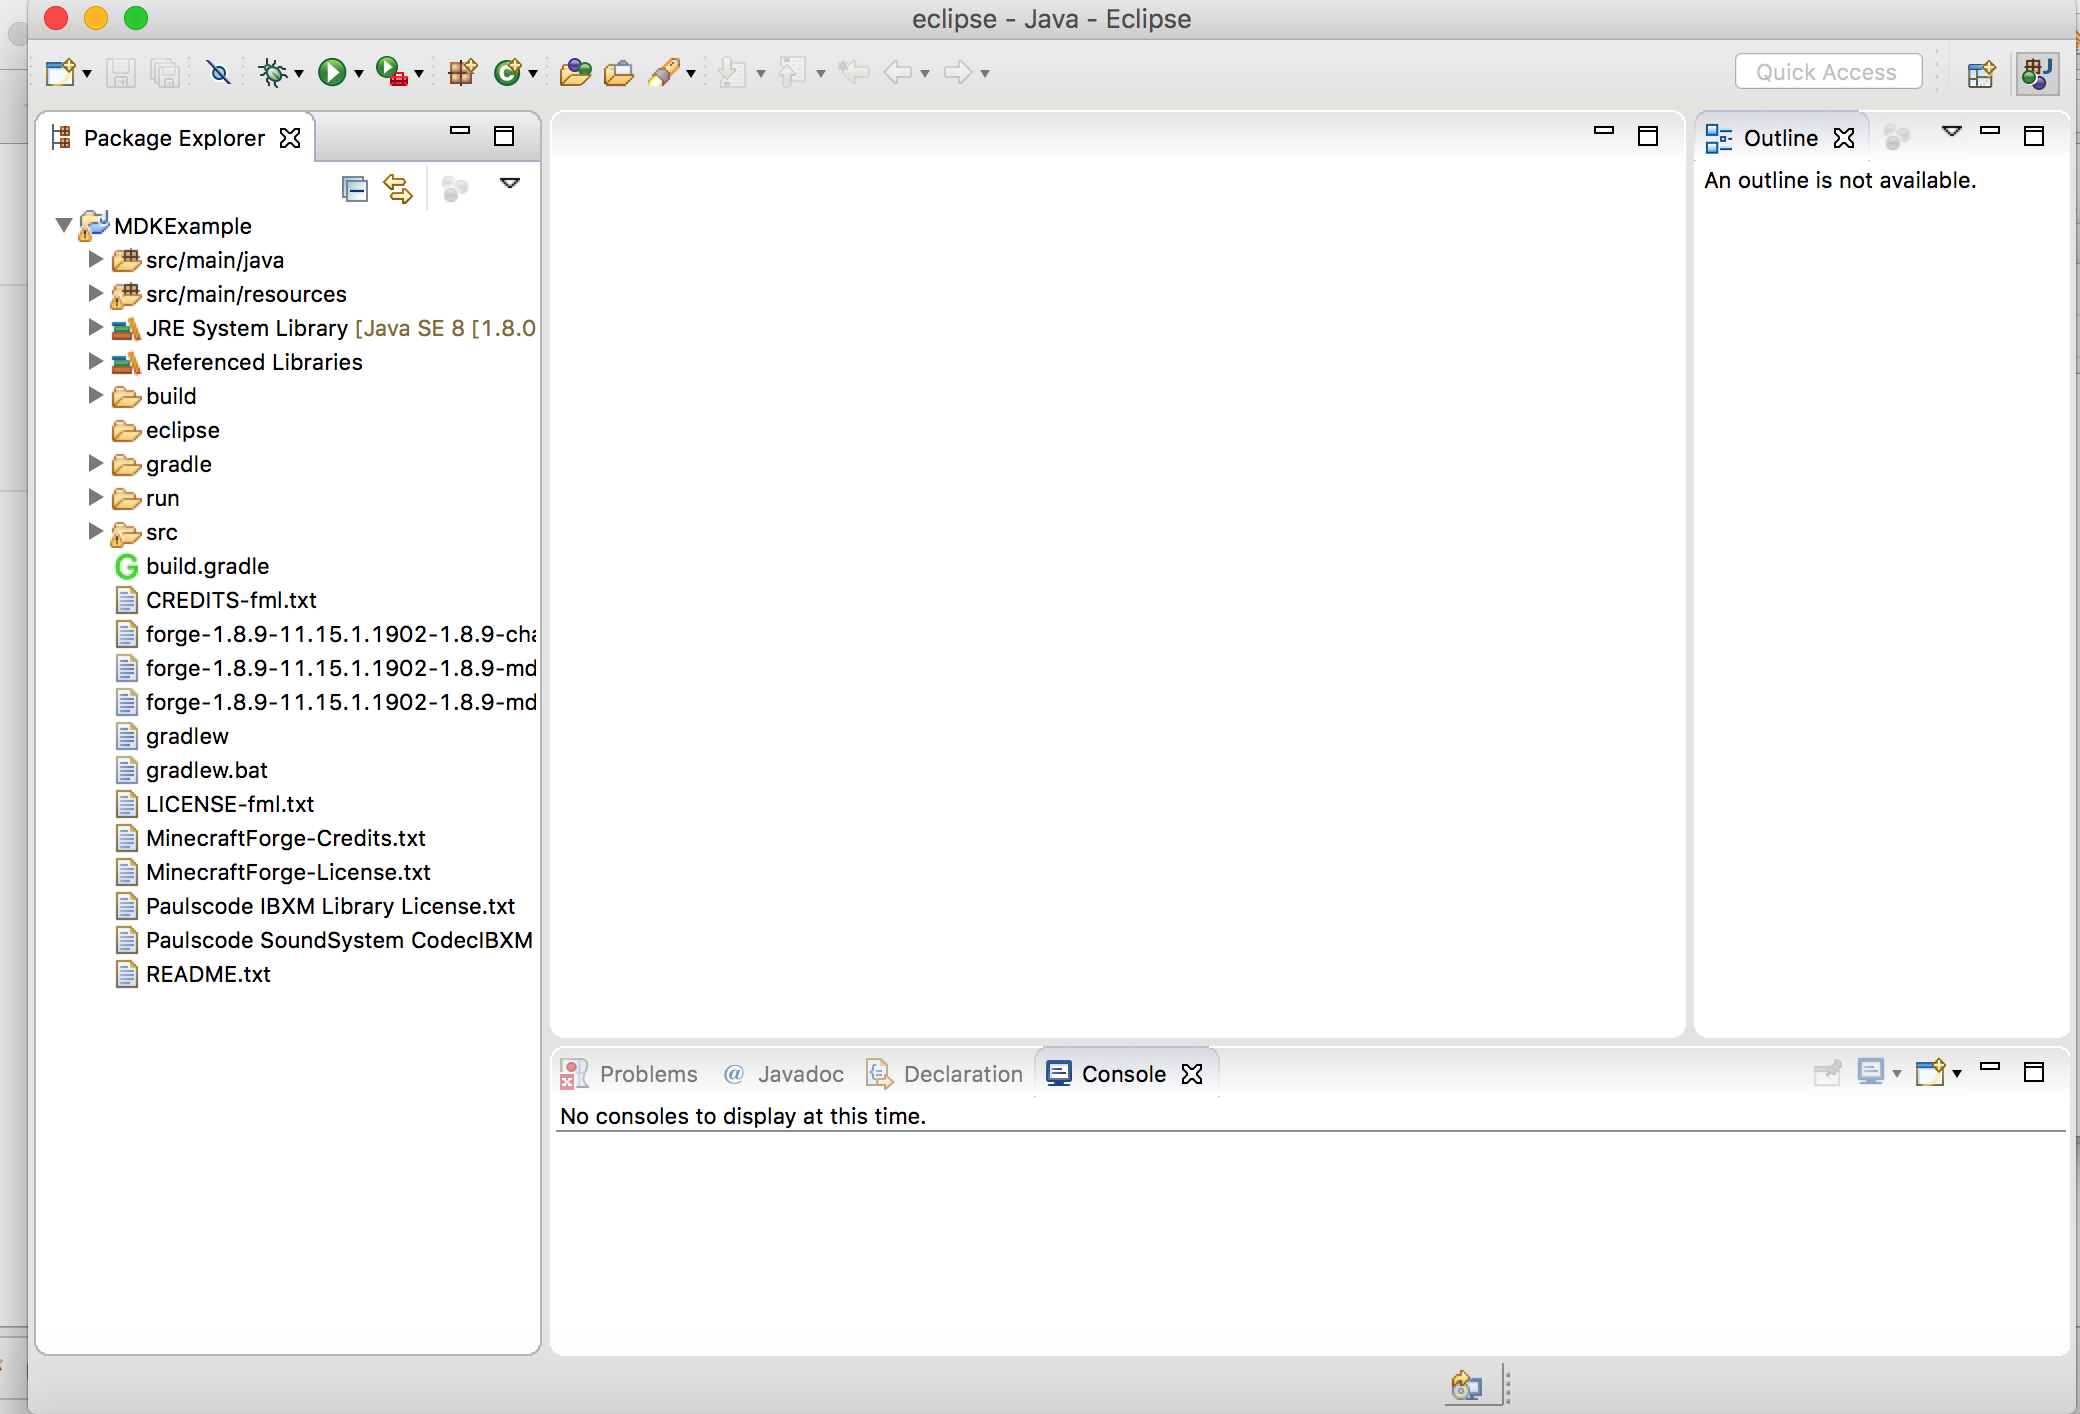 eclipse - Java - Eclipse
Quick Access
Package Explorer
MDKExample
src/main/java
src/main/resources
JRE System Library [Java SE 8 [1.8.0
Referenced Libraries
build
eclipse
gradle
run
src
build.gradle
CREDITS-fml.txt
forge-1.8.9-11.15.1.1902-1.8.9-cha
forge-1.8.9-11.15.1.1902-1.8.9-md
forge-1.8.9-11.15.1.1902-1.8.9-md
gradlew
gradlew.bat
LICENSE-fml.txt
MinecraftForge-Credits.txt
MinecraftForge-License.txt
Paulscode IBXM Library License.txt
Paulscode SoundSystem CodecIBXM
README.txt
Outline
An outline is not available.
Problems @ Javadoc Declaration Console
No consoles to display at this time.